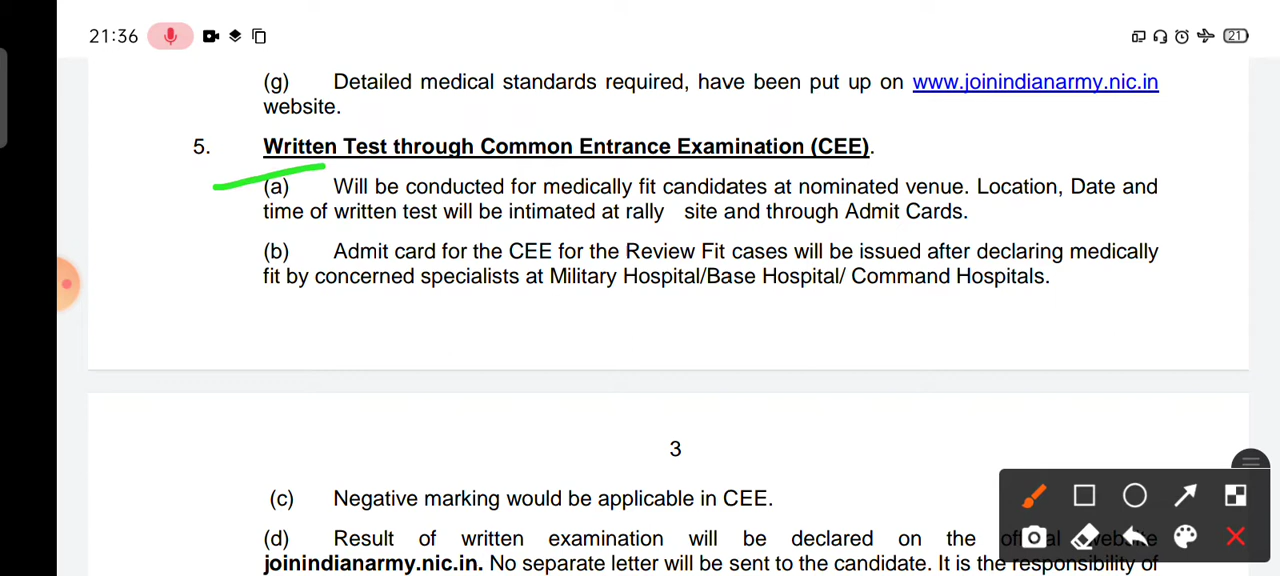 21:36
21
(g) Detailed medical standards required, have been put up on www.joinindianarmy.nic.in
website.
5. Written Test through Common Entrance Examination (CEE).
(a) Will be conducted for medically fit candidates at nominated venue. Location, Date and
time of written test will be intimated at rally site and through Admit Cards.
(b) Admit card for the CEE for the Review Fit cases will be issued after declaring medically
fit by concerned specialists at Military Hospital/Base Hospital/ Command Hospitals.
3
(c) Negative marking would be applicable in CEE.
(d) Result of written examination will be declared on the
joinindianarmy.nic.in. No separate letter will be sent to the candidate. It is the responsibility of